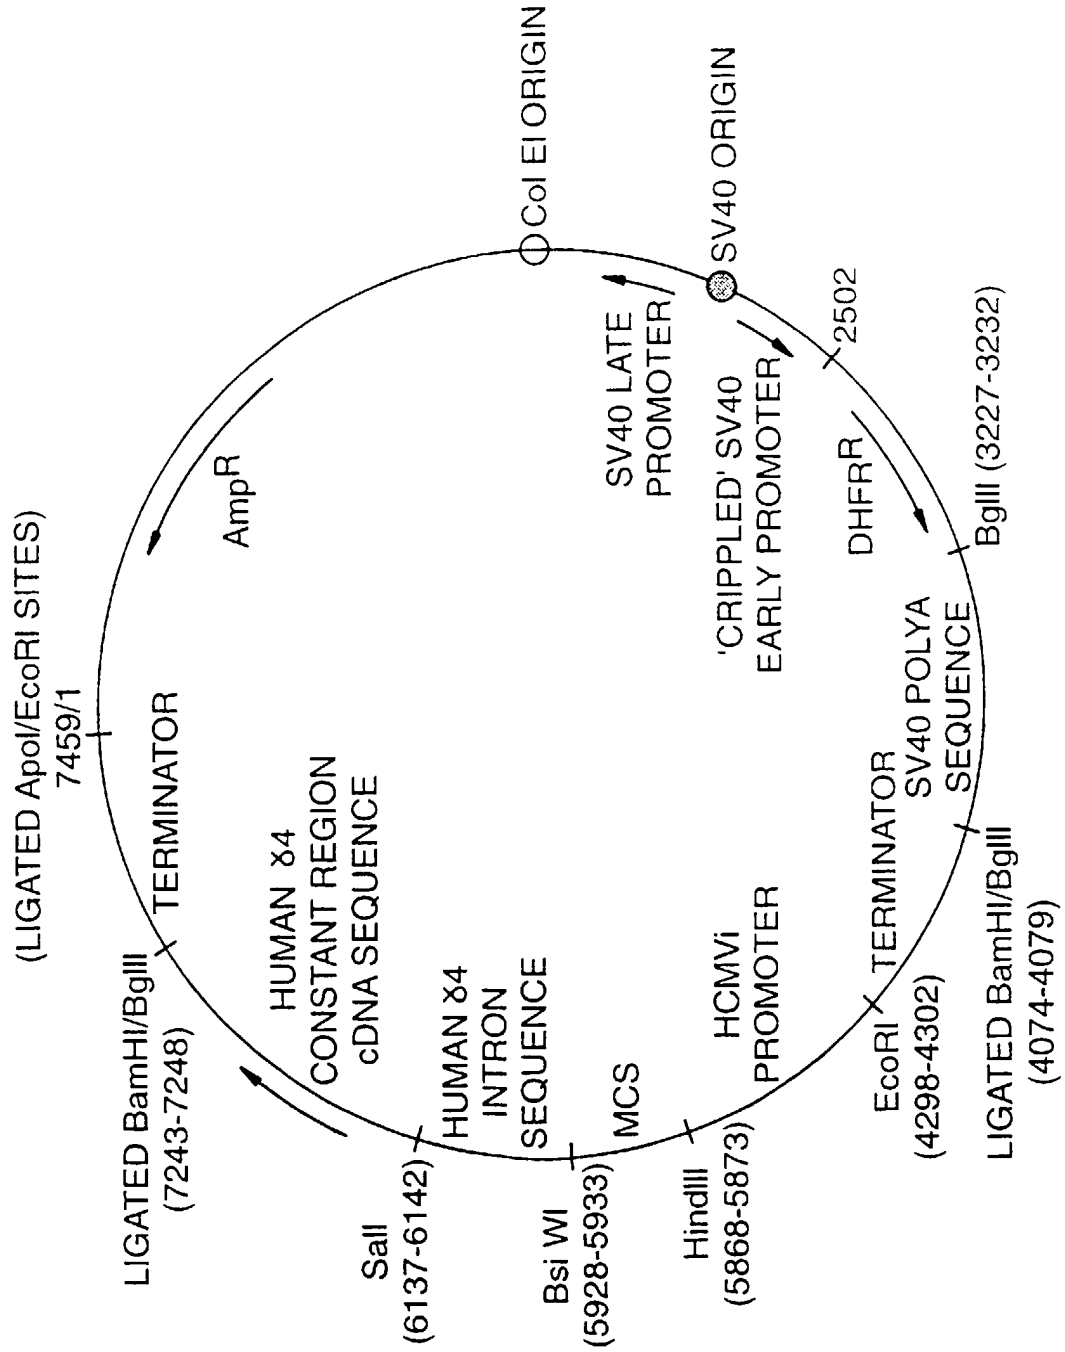 (LIGATED ApoI/EcoRI SITES)
7459/1
LIGATED BamHI/BglII
(7243-7248)
TERMINATOR
Amp^R
HUMAN γ4
CONSTANT REGION
cDNA SEQUENCE
SalI
(6137-6142)
HUMAN γ4
INTRON
SEQUENCE
Bsi WI
(5928-5933)
MCS
HindIII
(5868-5873)
HCMVi
PROMOTER
EcoRI
(4298-4302)
TERMINATOR
LIGATED BamHI/BglII
(4074-4079)
SV40 POLYA
SEQUENCE
BglII (3227-3232)
DHFR^R
2502
'CRIPPLED' SV40
EARLY PROMOTER
SV40 ORIGIN
SV40 LATE
PROMOTER
Col EI ORIGIN